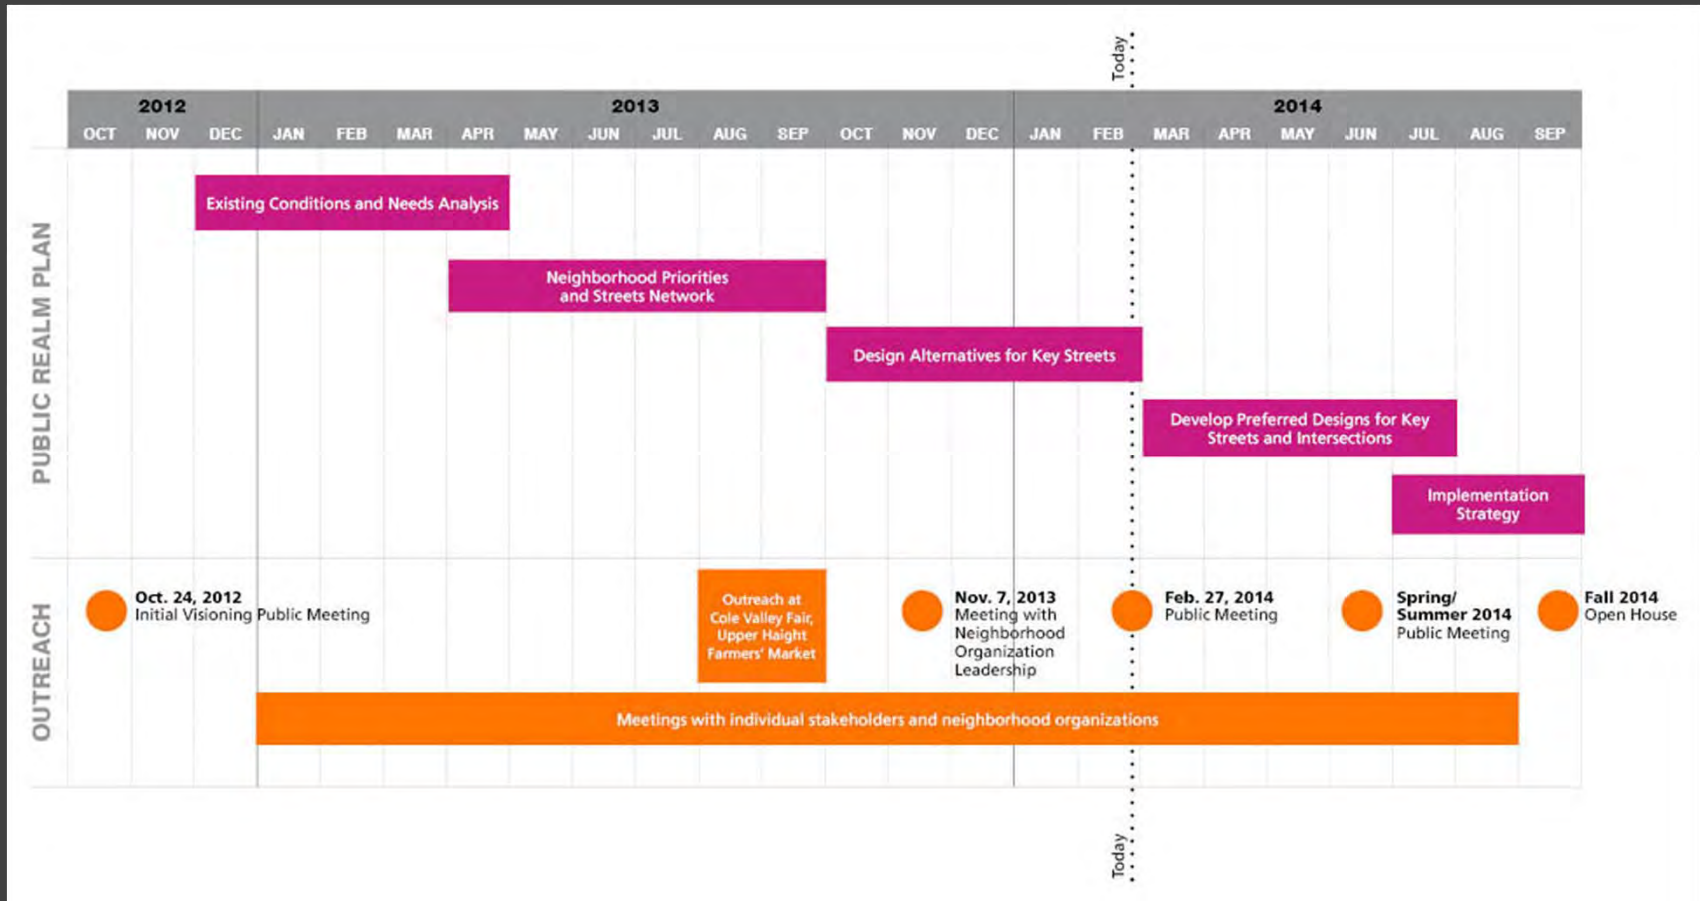 Today
2012
2013
2014
OCT NOV DEC JAN FEB MAR APR MAY JUN JUL AUG SEP OCT NOV DEC JAN FEB MAR APR MAY JUN JUL AUG SEP
PUBLIC REALM PLAN
Existing Conditions and Needs Analysis
Neighborhood Priorities
and Streets Network
Design Alternatives for Key Streets
Develop Preferred Designs for Key
Streets and Intersections
Implementation
Strategy
OUTREACH
Oct. 24, 2012
Initial Visioning Public Meeting
Outreach at
Cole Valley Fair,
Upper Haight
Farmers' Market
Nov. 7, 2013
Meeting with
Neighborhood
Organization
Leadership
Feb. 27, 2014
Public Meeting
Spring/
Summer 2014
Public Meeting
Fall 2014
Open House
Meetings with individual stakeholders and neighborhood organizations
Today